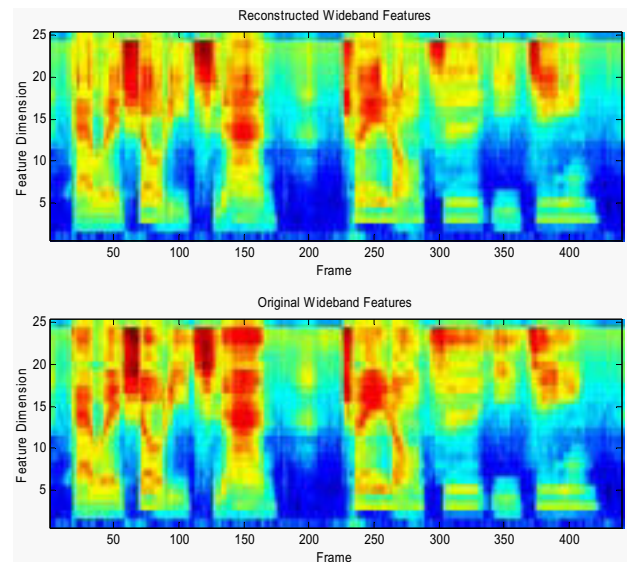 Reconstructed Wideband Features
25
20
15
10
5
Feature Dimension
50 100 150 200 250 300 350 400
Frame
Original Wideband Features
25
20
15
10
5
Feature Dimension
50 100 150 200 250 300 350 400
Frame